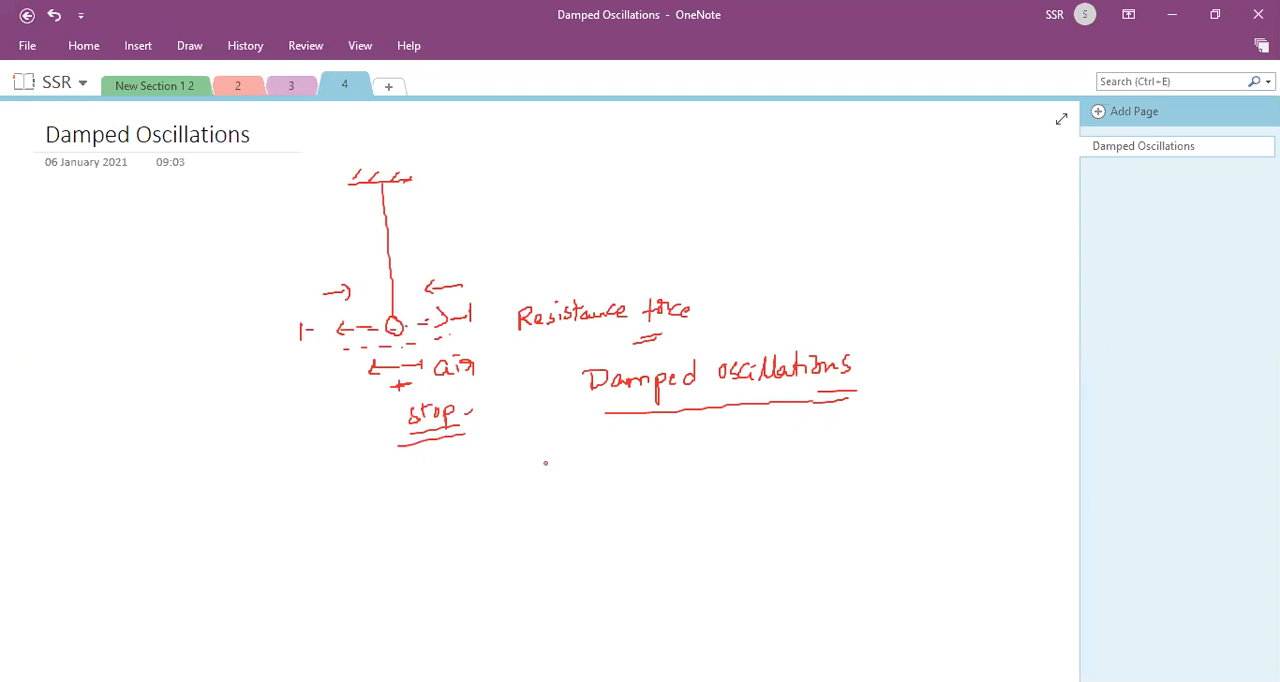 Damped Oscillations - OneNote
SSR
S
File Home Insert Draw History Review View Help
SSR
New Section 1 2
2
3
4
Search (Ctrl+E)
Add Page
Damped Oscillations
Damped Oscillations
06 January 2021 09:03
Resistance force
air
Damped oscillations
stop